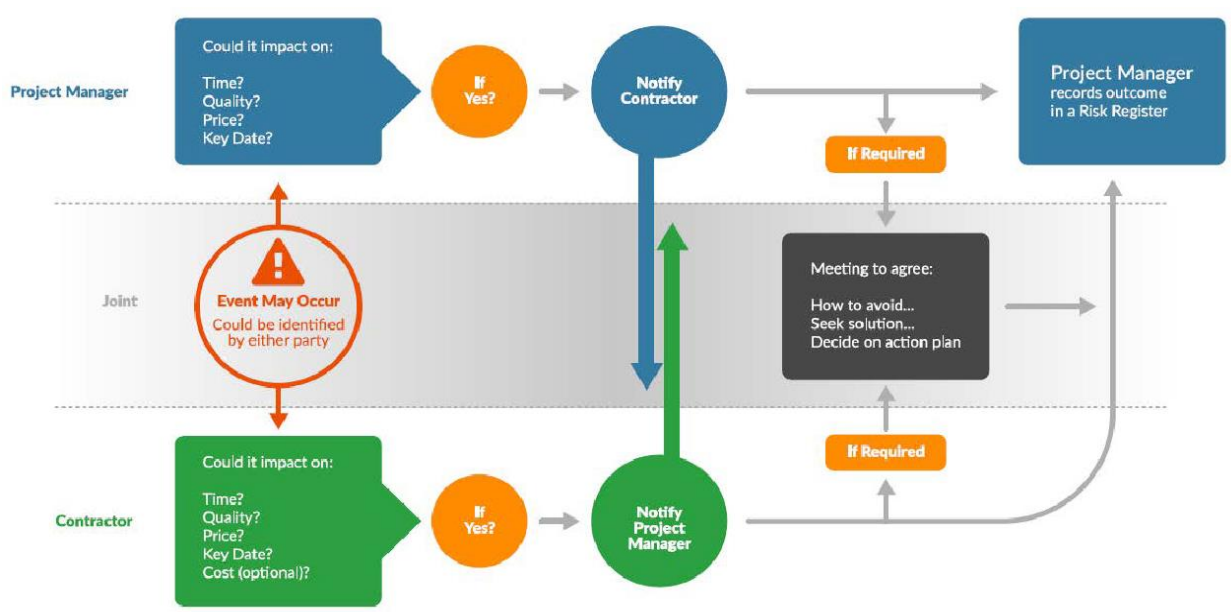 Project Manager
Could it impact on:
Time?
Quality?
Price?
Key Date?
If
Yes?
Notify
Contractor
If Required
Project Manager
records outcome
in a Risk Register
Joint
Event May Occur
Could be identified
by either party
Meeting to agree:
How to avoid...
Seek solution...
Decide on action plan
Contractor
Could it impact on:
Time?
Quality?
Price?
Key Date?
Cost (optional)?
If
Yes?
Notify
Project
Manager
If Required